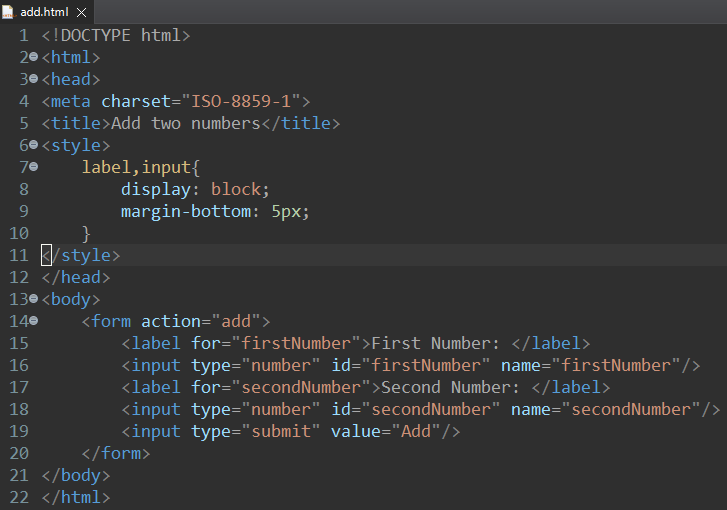 add.html
1 <!DOCTYPE html>
2 <html>
3 <head>
4 <meta charset="ISO-8859-1">
5 <title>Add two numbers</title>
6 <style>
7     label,input{
8         display: block;
9         margin-bottom: 5px;
10     }
11 </style>
12 </head>
13 <body>
14     <form action="add">
15         <label for="firstNumber">First Number: </label>
16         <input type="number" id="firstNumber" name="firstNumber"/>
17         <label for="secondNumber">Second Number: </label>
18         <input type="number" id="secondNumber" name="secondNumber"/>
19         <input type="submit" value="Add"/>
20     </form>
21 </body>
22 </html>